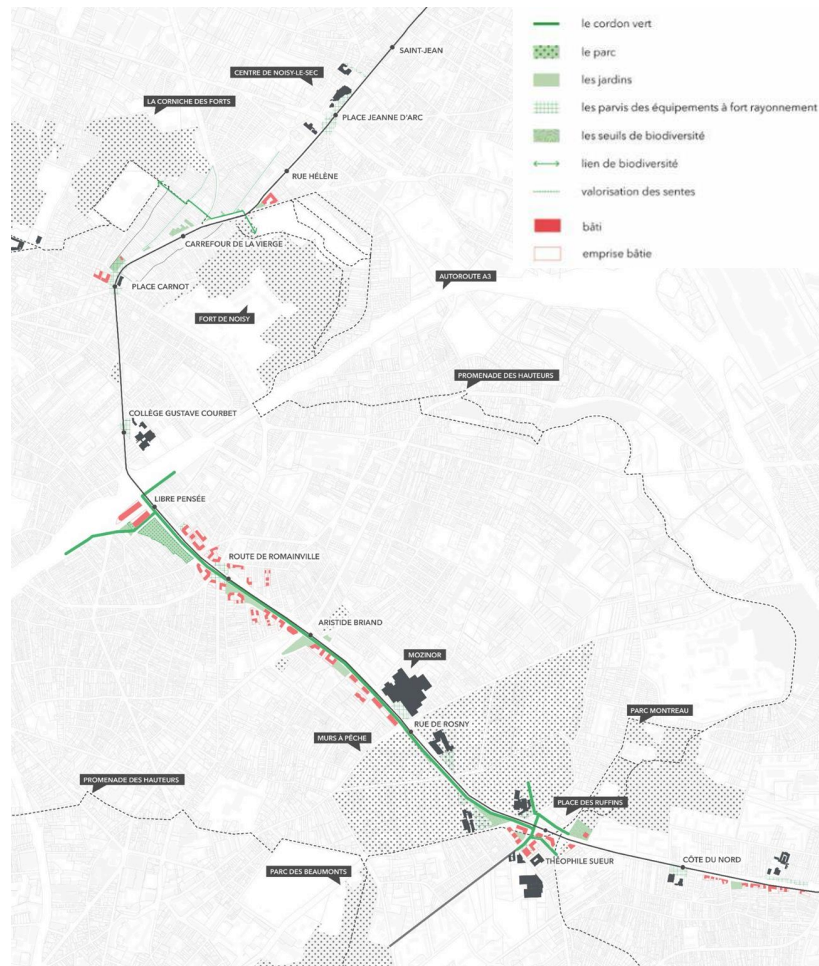 le cordon vert
le parc
les jardins
les parvis des équipements à fort rayonnement
les seuils de biodiversité
lien de biodiversité
valorisation des sentes
bâti
emprise bâtie
SAINT-JEAN
CENTRE DE NOISY-LE-SEC
LA CORNICHE DES FORTS
PLACE JEANNE D'ARC
RUE HÉLÈNE
CARREFOUR DE LA VIERGE
AUTOROUTE A3
PLACE CARNOT
FORT DE NOISY
PROMENADE DES HAUTEURS
COLLÈGE GUSTAVE COURBET
LIBRE PENSÉE
ROUTE DE ROMAINVILLE
ARISTIDE BRIAND
MOZINOR
PARC MONTREAU
RUE DE ROSNY
MURS À PÊCHE
PROMENADE DES HAUTEURS
PLACE DES RUFFINS
THÉOPHILE SUEUR
CÔTE DU NORD
PARC DES BEAUMONTS